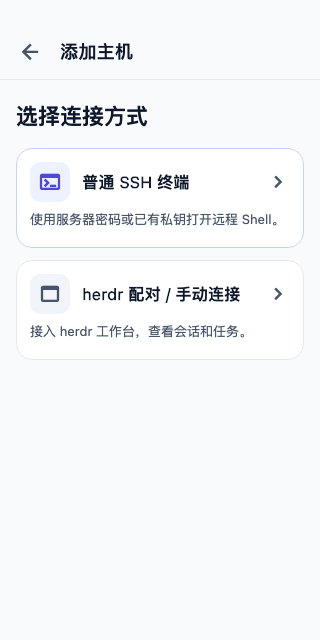 添加主机
选择连接方式
普通 SSH 终端
使用服务器密码或已有私钥打开远程 Shell。
herdr 配对 / 手动连接
接入 herdr 工作台，查看会话和任务。